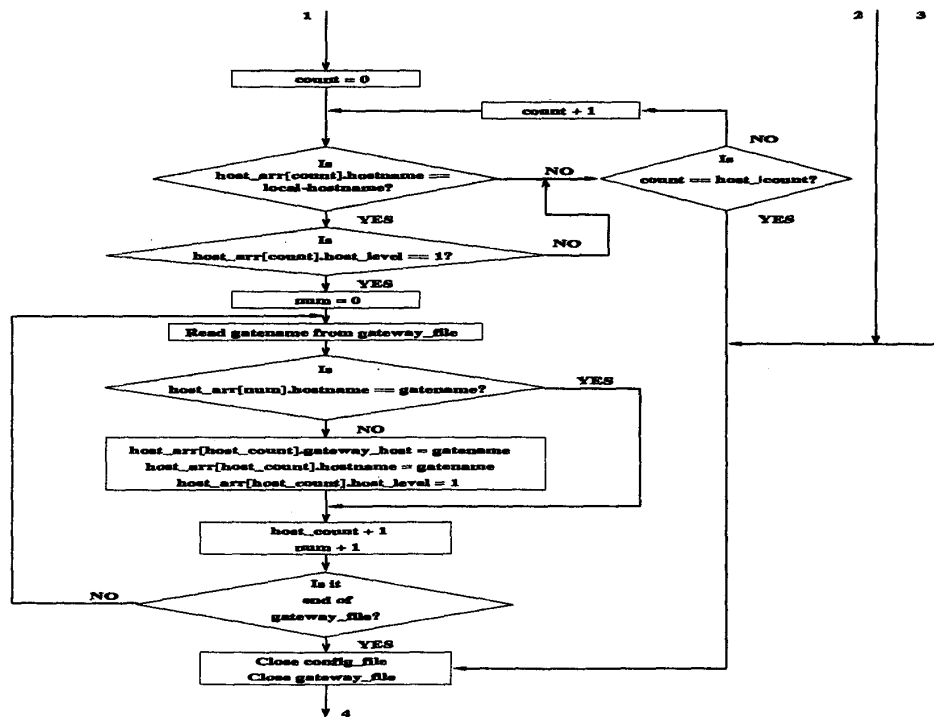 1
2
3
count = 0
count + 1
NO
Is
host_arr[count].hostname ==
local-hostname?
NO
Is
count == host_count?
YES
YES
Is
host_arr[count].host_level == 1?
NO
YES
num = 0
Read gatename from gateway_file
Is
host_arr[num].hostname == gatename?
YES
NO
host_arr[host_count].gateway_host = gatename
host_arr[host_count].hostname = gatename
host_arr[host_count].host_level = 1
host_count + 1
num + 1
NO
Is it
end of
gateway_file?
YES
Close config_file
Close gateway_file
4